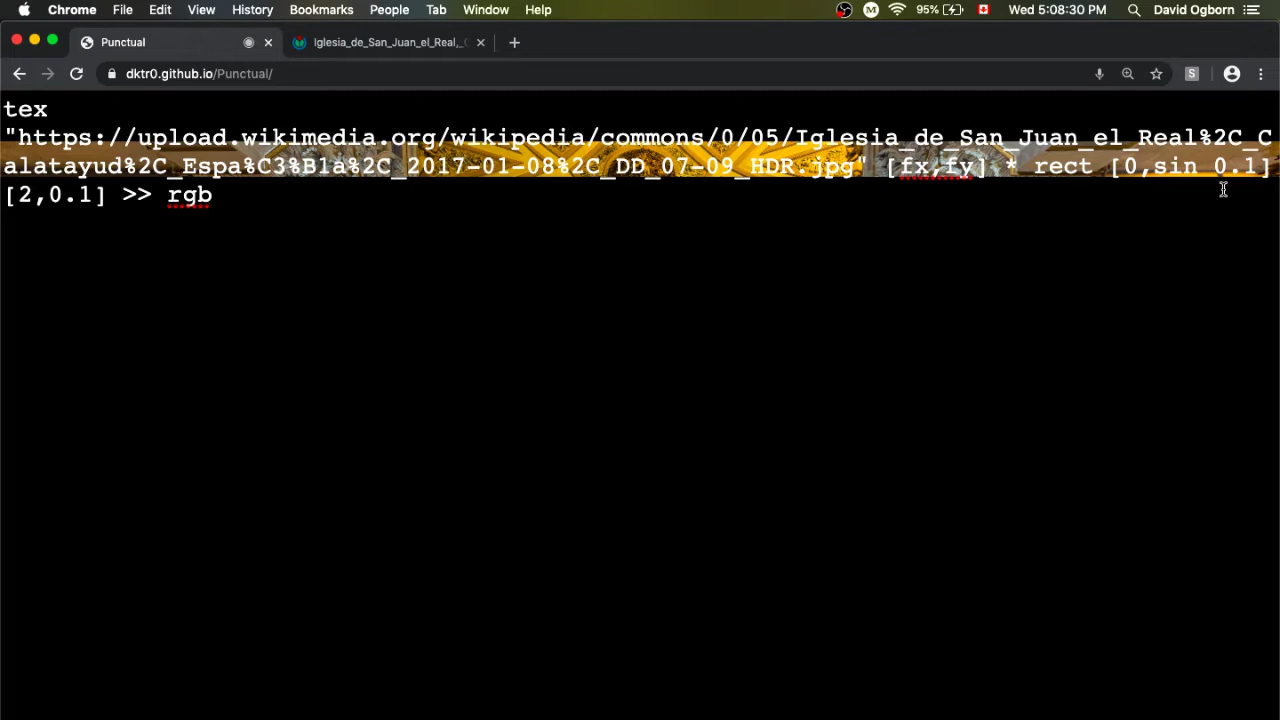 Chrome File Edit View History Bookmarks People Tab Window Help M 95% Wed 5:08:30 PM David Ogborn
Punctual Iglesia_de_San_Juan_el_Real,_
dktr0.github.io/Punctual/ S
tex
"https://upload.wikimedia.org/wikipedia/commons/0/05/Iglesia_de_San_Juan_el_Real%2C_C
alatayud%2C_Espa%C3%B1a%2C_2017-01-08%2C_DD_07-09_HDR.jpg" [fx,fy] * rect [0,sin 0.1]
[2,0.1] >> rgb